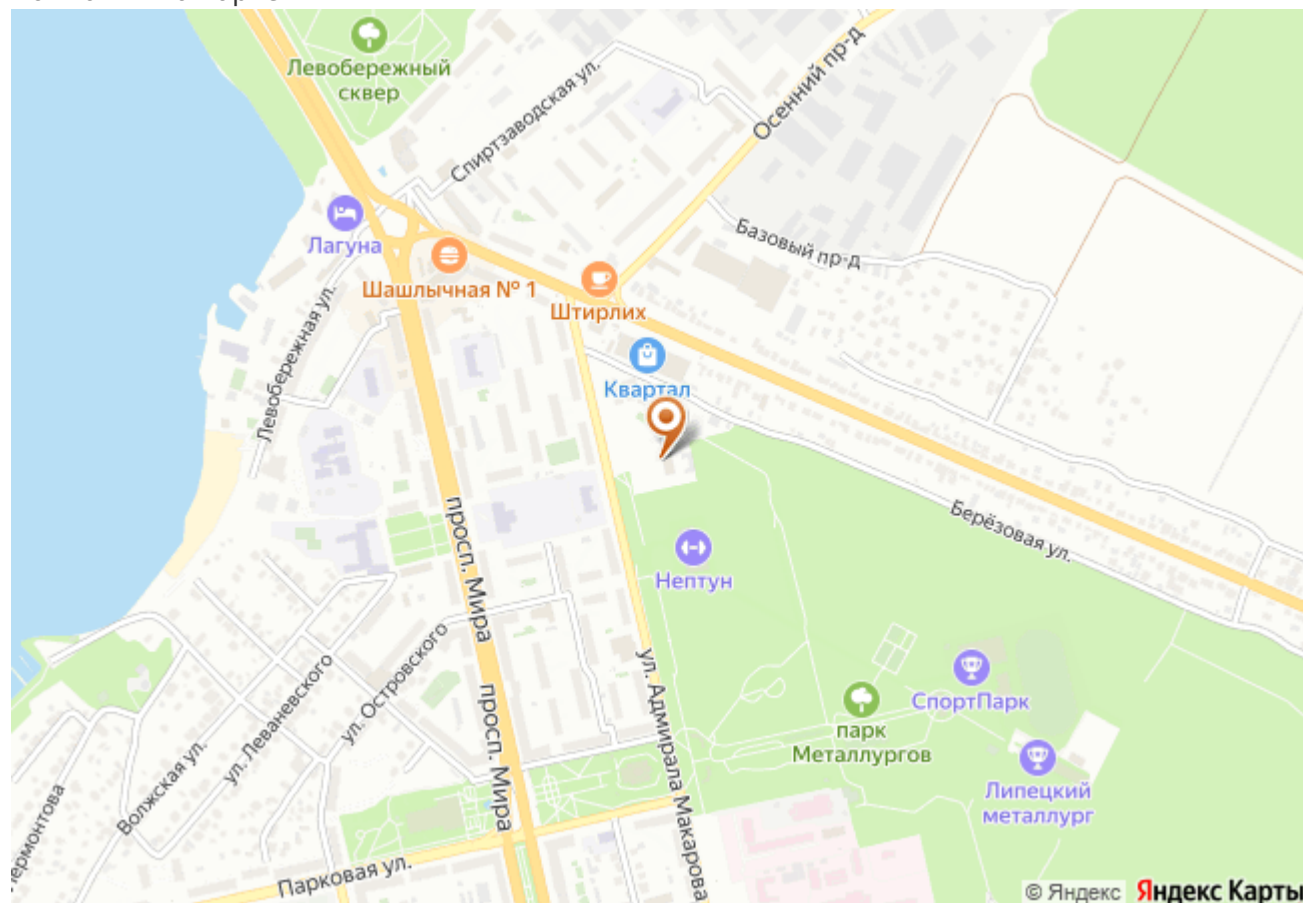 Левобережный
сквер
Спиртзаводская ул.
Осенний пр-д
Лагуна
Базовый пр-д
Шашлычная № 1
Штирлих
Левобережная ул.
Квартал
просп. Мира
Берёзовая ул.
Нептун
ул. Островского
ул. Леваневского
ул. Адмирала Макарова
СпортПарк
просп. Мира
парк
Металлургов
Волжская ул.
Липецкий
металлург
Парковая ул.
© Яндекс Яндекс Карты